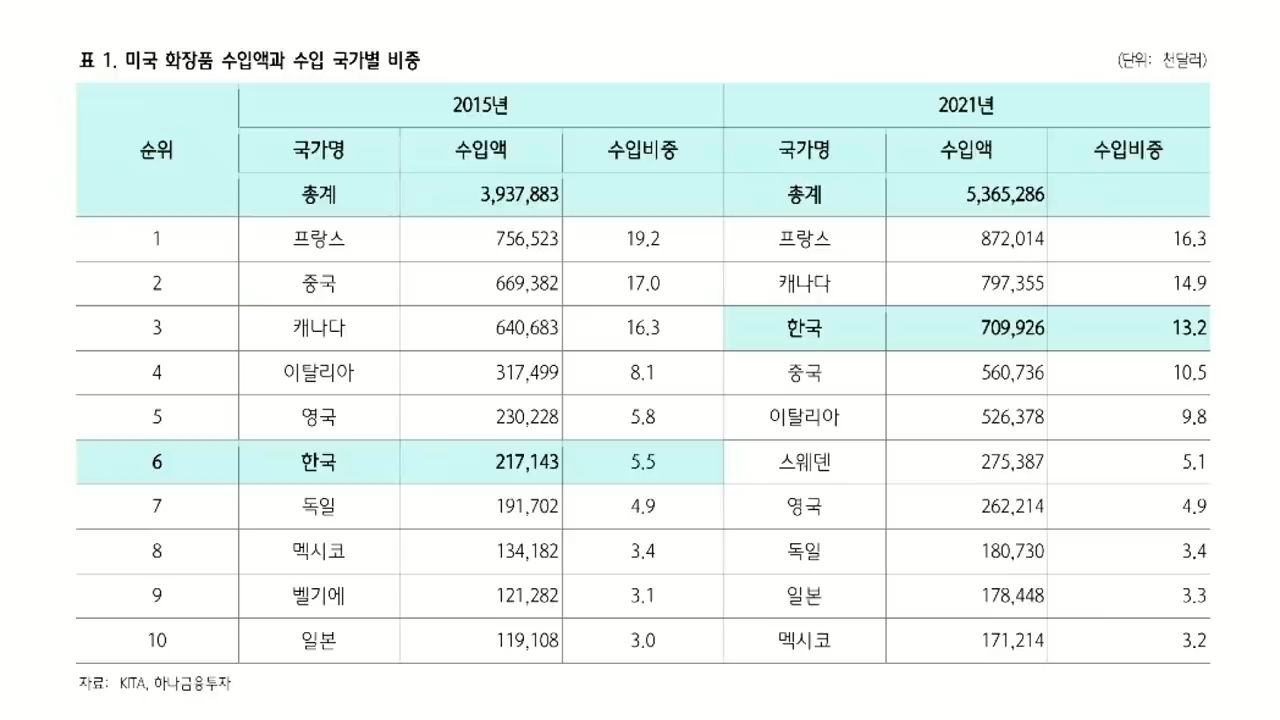 표 1. 미국 화장품 수입액과 수입 국가별 비중 (단위: 천달러)
순위 2015년 2021년
국가명 수입액 수입비중 국가명 수입액 수입비중
총계 3,937,883 총계 5,365,286
1 프랑스 756,523 19.2 프랑스 872,014 16.3
2 중국 669,382 17.0 캐나다 797,355 14.9
3 캐나다 640,683 16.3 한국 709,926 13.2
4 이탈리아 317,499 8.1 중국 560,736 10.5
5 영국 230,228 5.8 이탈리아 526,378 9.8
6 한국 217,143 5.5 스웨덴 275,387 5.1
7 독일 191,702 4.9 영국 262,214 4.9
8 멕시코 134,182 3.4 독일 180,730 3.4
9 벨기에 121,282 3.1 일본 178,448 3.3
10 일본 119,108 3.0 멕시코 171,214 3.2
자료: KITA, 하나금융투자